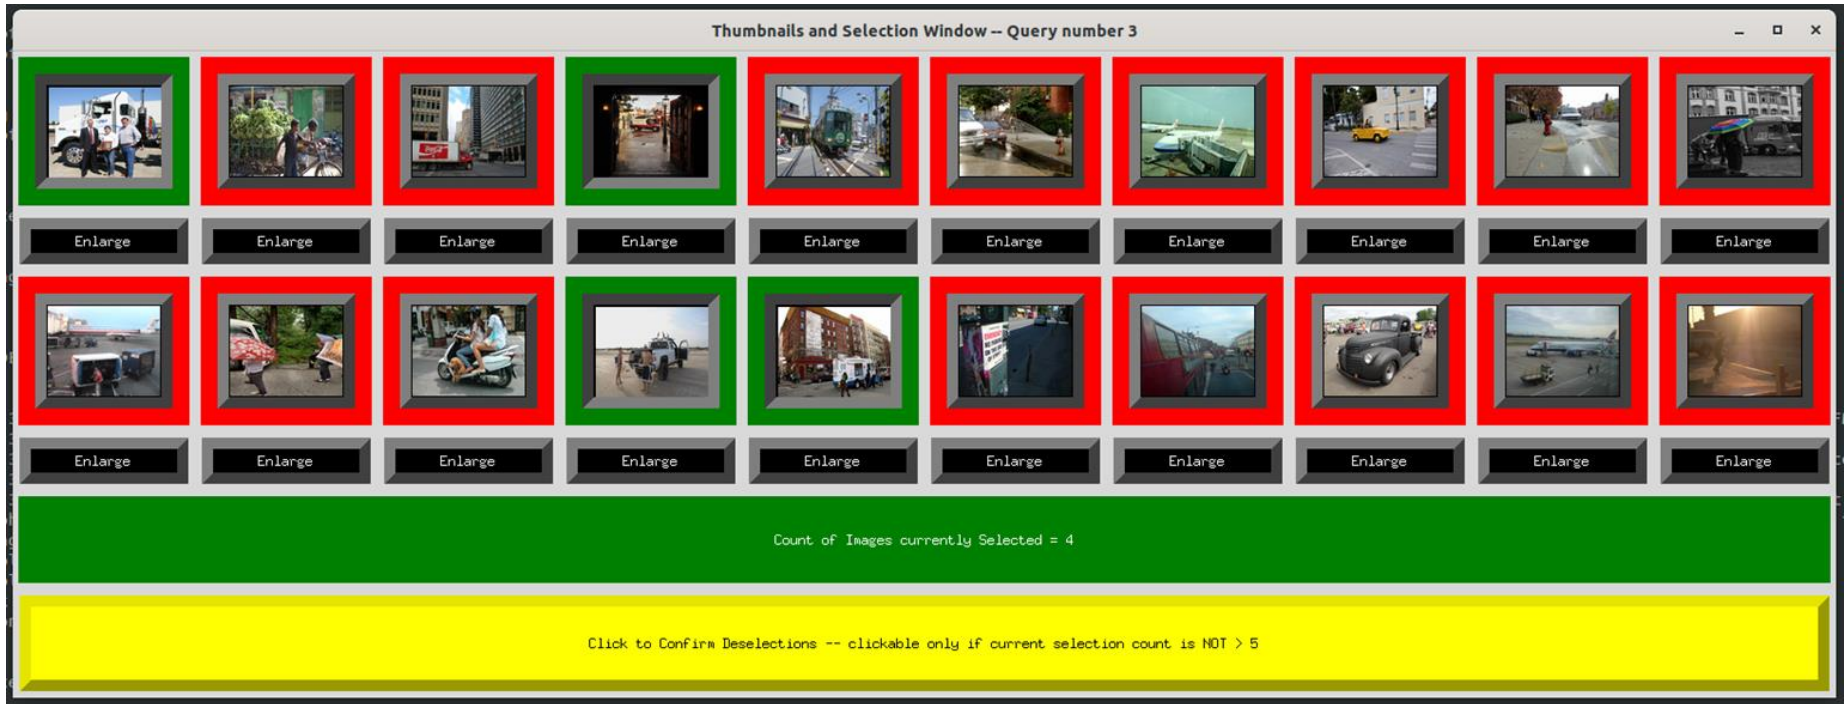 Thumbnails and Selection Window -- Query number 3
Enlarge Enlarge Enlarge Enlarge Enlarge Enlarge Enlarge Enlarge Enlarge Enlarge
Enlarge Enlarge Enlarge Enlarge Enlarge Enlarge Enlarge Enlarge Enlarge Enlarge
Count of Images currently Selected = 4
Click to Confirm Deselections -- clickable only if current selection count is NOT > 5